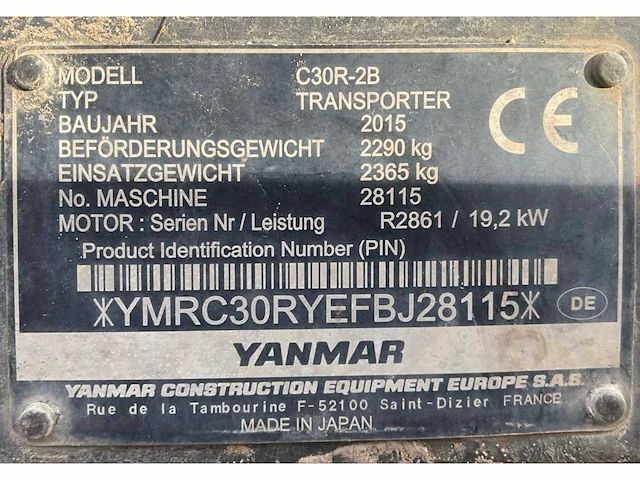 MODELL C30R-2B
TYP TRANSPORTER
BAUJAHR 2015
BEFÖRDERUNGSGEWICHT 2290 kg
EINSATZGEWICHT 2365 kg
No. MASCHINE 28115
MOTOR : Serien Nr / Leistung R2861 / 19,2 kW
CE
Product Identification Number (PIN)
*YMRC30RYEFBJ28115*
DE
YANMAR
YANMAR CONSTRUCTION EQUIPMENT EUROPE S.A.S.
Rue de la Tambourine F-52100 Saint-Dizier FRANCE
MADE IN JAPAN